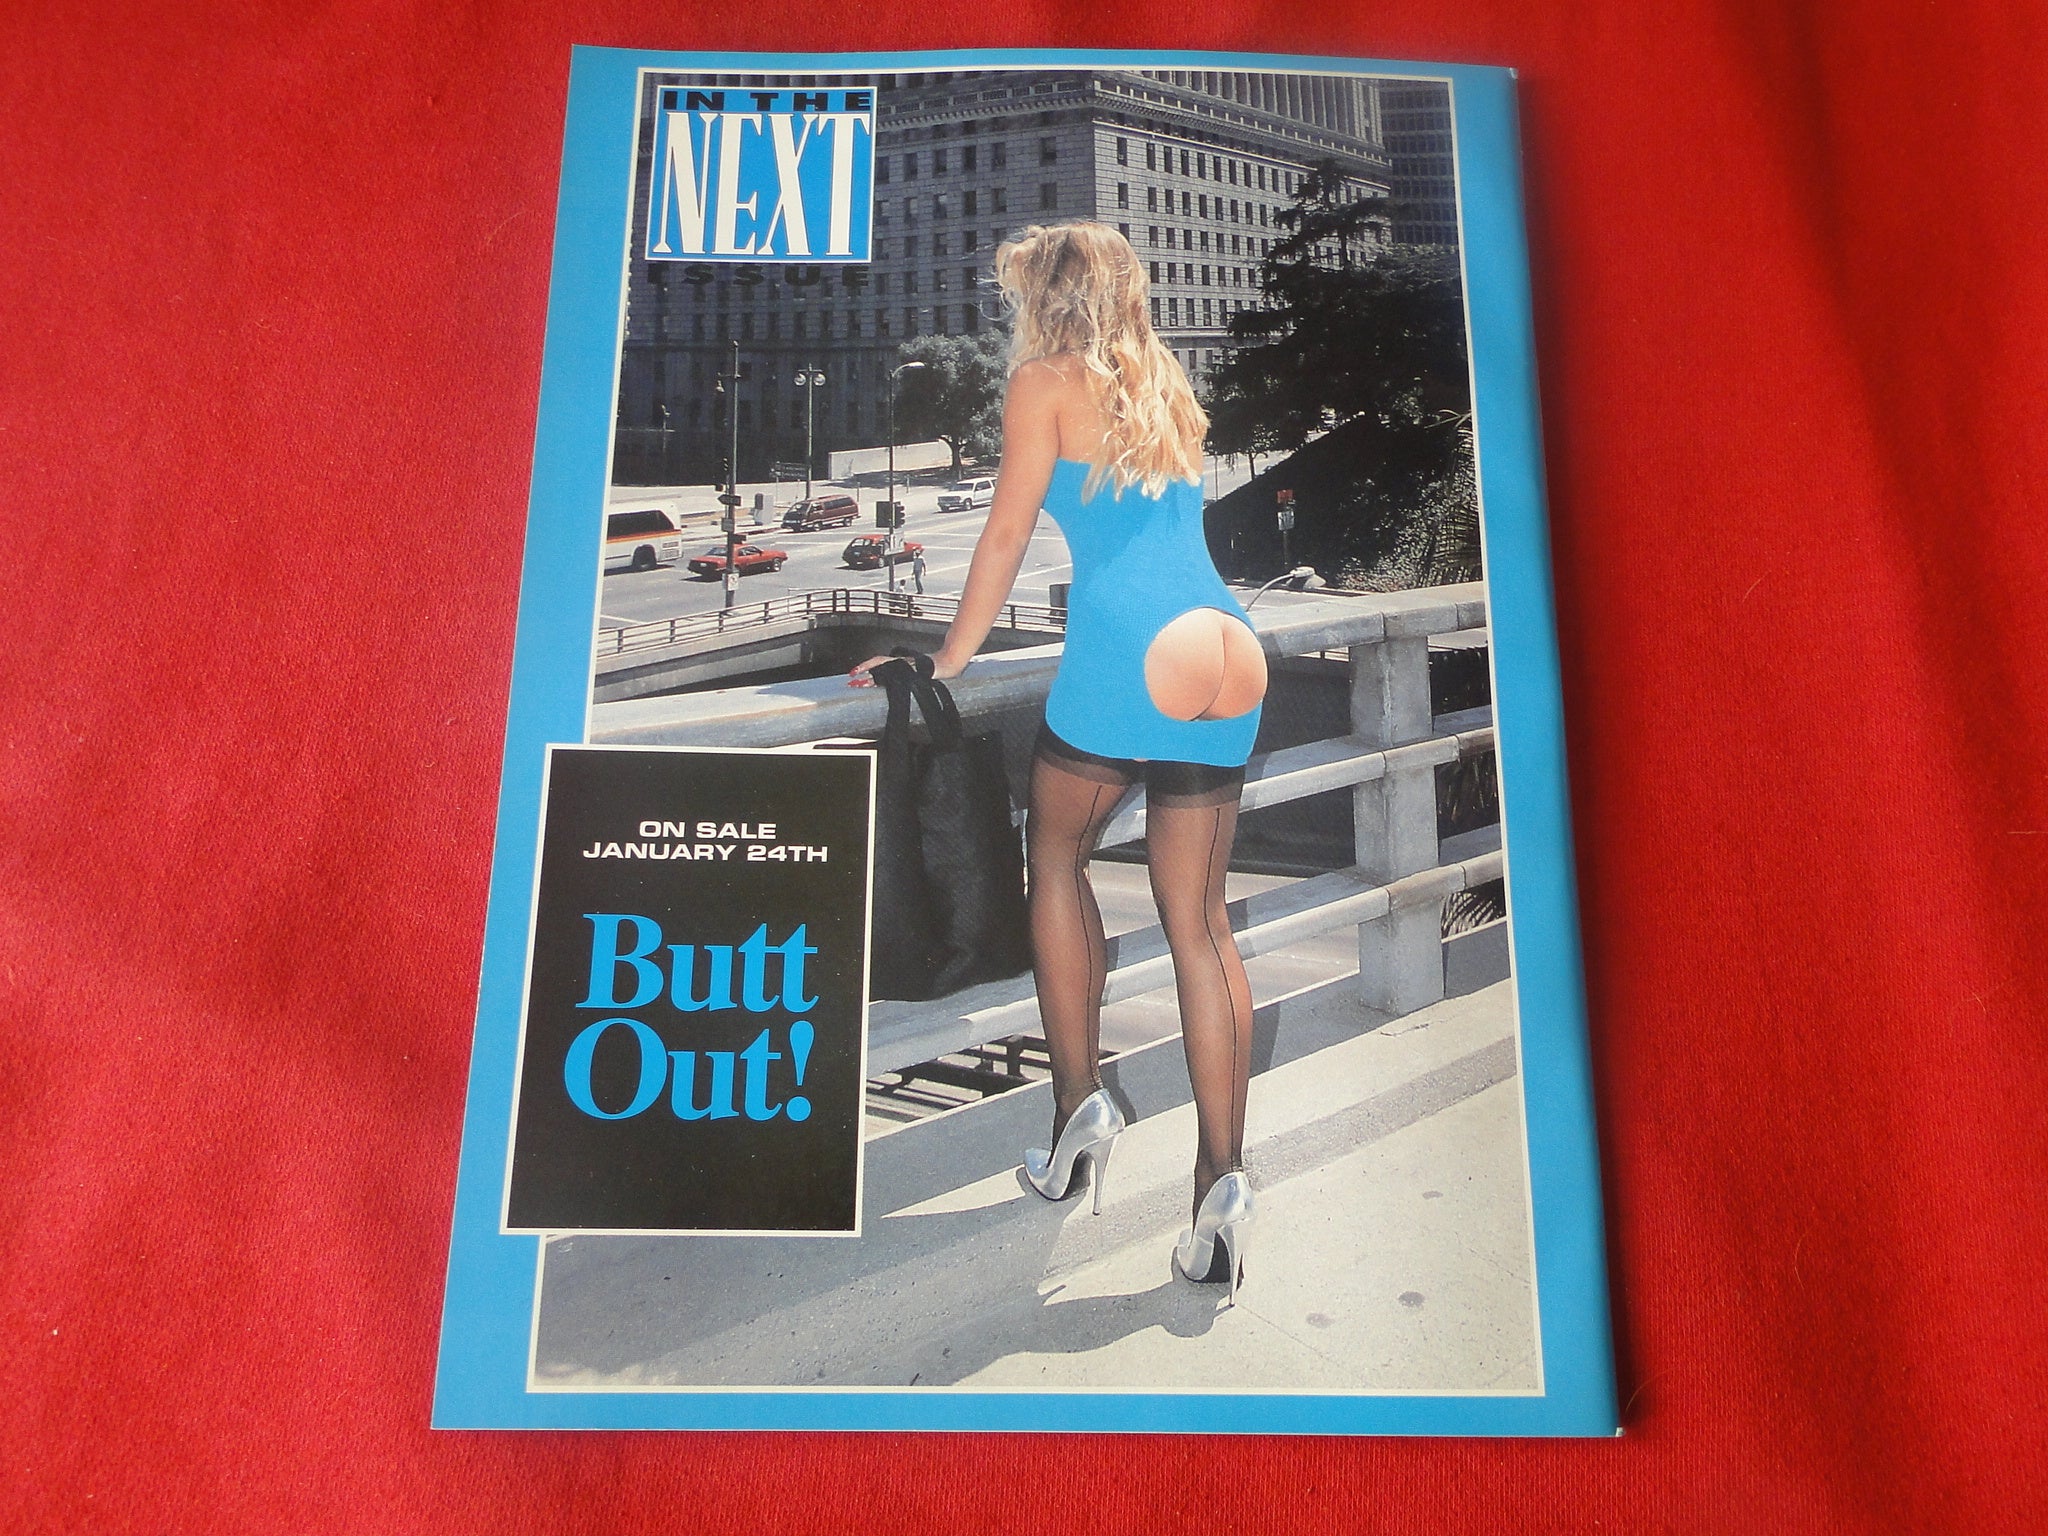 IN THE
NEXT
ISSUE
ON SALE
JANUARY 24TH
Butt
Out!